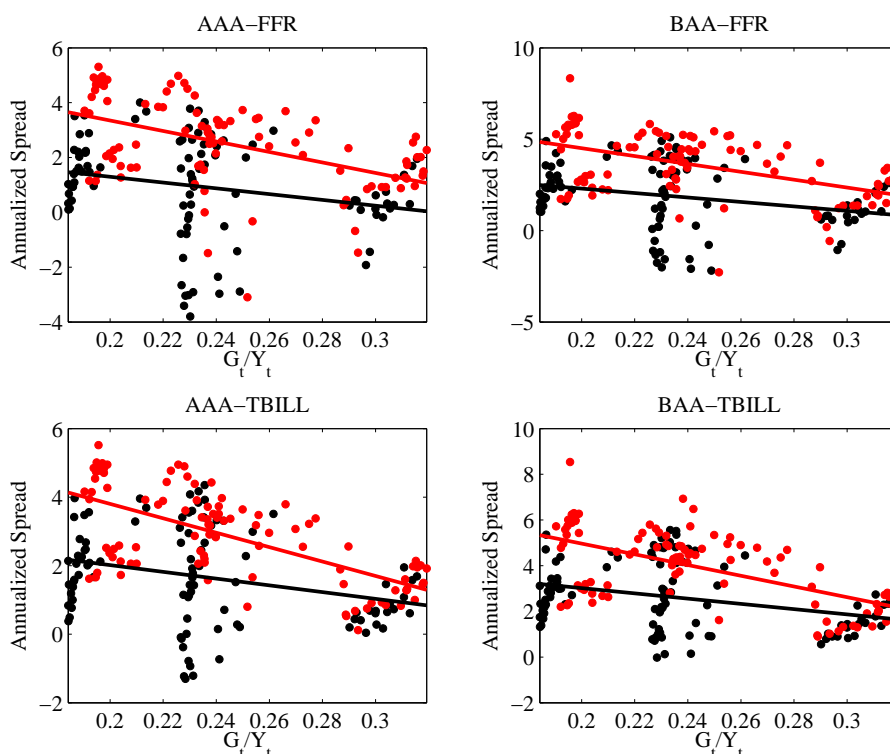 AAA−FFR
6
4
2
0
−2
−4
Annualized Spread
0.2 0.22 0.24 0.26 0.28 0.3
G_t/Y_t
BAA−FFR
10
5
0
−5
Annualized Spread
0.2 0.22 0.24 0.26 0.28 0.3
G_t/Y_t
AAA−TBILL
6
4
2
0
−2
Annualized Spread
0.2 0.22 0.24 0.26 0.28 0.3
G_t/Y_t
BAA−TBILL
10
8
6
4
2
0
−2
Annualized Spread
0.2 0.22 0.24 0.26 0.28 0.3
G_t/Y_t